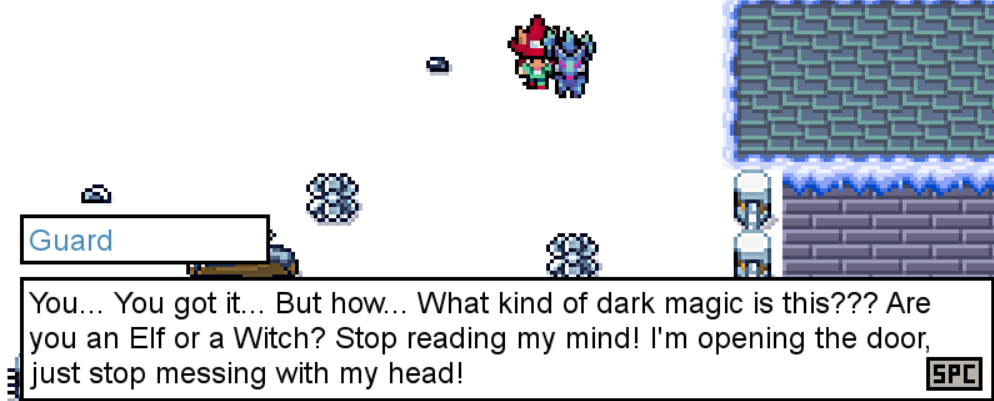 Guard
You... You got it... But how... What kind of dark magic is this??? Are
you an Elf or a Witch? Stop reading my mind! I'm opening the door,
just stop messing with my head!
SPC